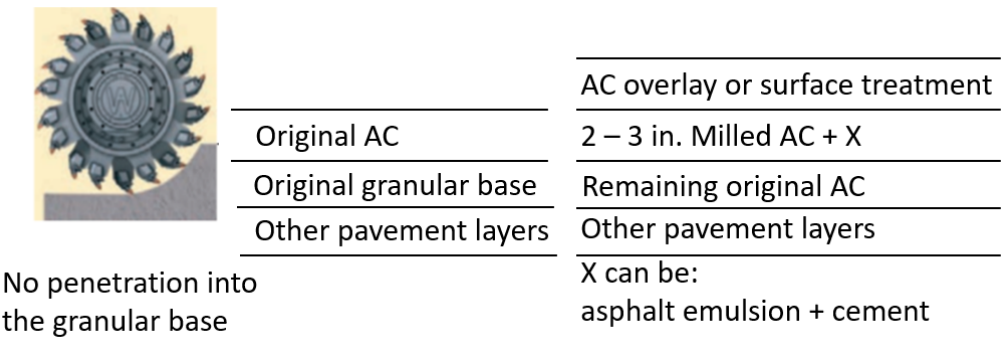 W
Original AC
Original granular base
Other pavement layers
AC overlay or surface treatment
2 – 3 in. Milled AC + X
Remaining original AC
Other pavement layers
No penetration into
the granular base
X can be:
asphalt emulsion + cement